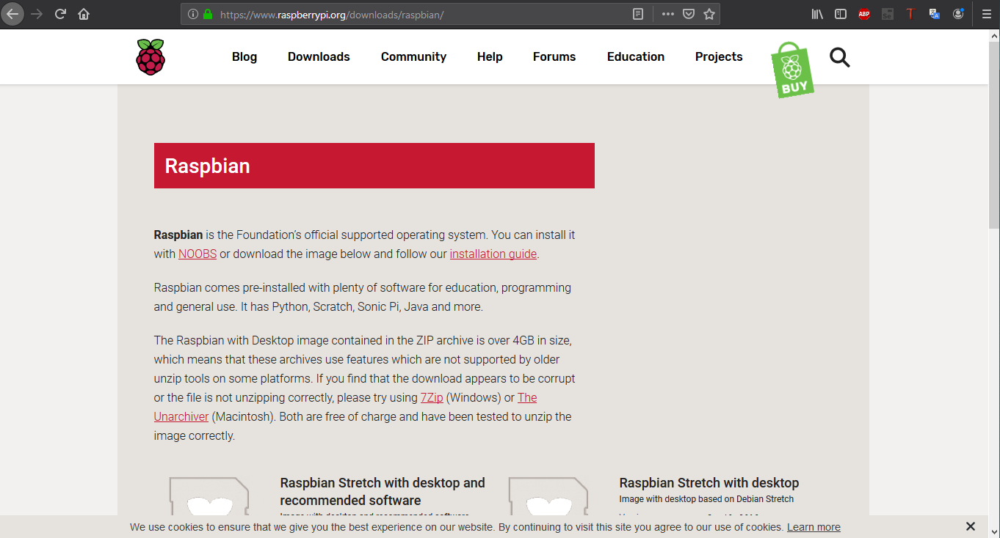 https://www.raspberrypi.org/downloads/raspbian/
ABP
Se
T
Blog Downloads Community Help Forums Education Projects
BUY
Raspbian
Raspbian is the Foundation’s official supported operating system. You can install it
with NOOBS or download the image below and follow our installation guide.
Raspbian comes pre-installed with plenty of software for education, programming
and general use. It has Python, Scratch, Sonic Pi, Java and more.
The Raspbian with Desktop image contained in the ZIP archive is over 4GB in size,
which means that these archives use features which are not supported by older
unzip tools on some platforms. If you find that the download appears to be corrupt
or the file is not unzipping correctly, please try using 7Zip (Windows) or The
Unarchiver (Macintosh). Both are free of charge and have been tested to unzip the
image correctly.
Raspbian Stretch with desktop and
recommended software
Image with desktop and recommended software
Raspbian Stretch with desktop
Image with desktop based on Debian Stretch
We use cookies to ensure that we give you the best experience on our website. By continuing to visit this site you agree to our use of cookies. Learn more